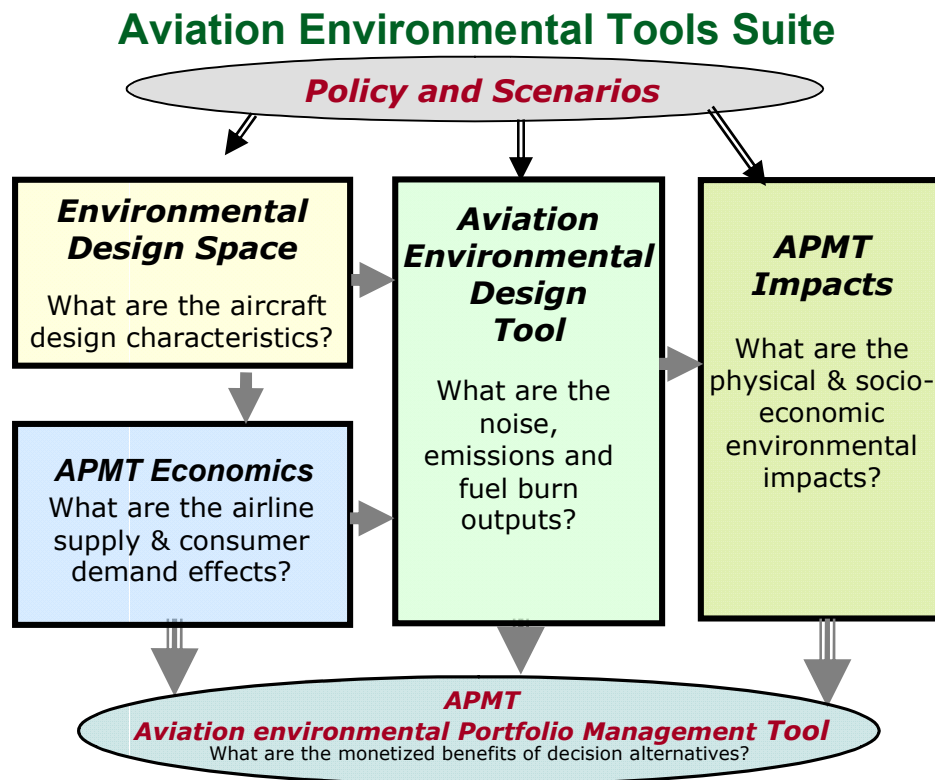 Aviation Environmental Tools Suite
Policy and Scenarios
Environmental
Design Space
What are the aircraft
design characteristics?
APMT Economics
What are the airline
supply & consumer
demand effects?
Aviation
Environmental
Design
Tool
What are the
noise,
emissions and
fuel burn
outputs?
APMT
Impacts
What are the
physical & socio-
economic
environmental
impacts?
APMT
Aviation environmental Portfolio Management Tool
What are the monetized benefits of decision alternatives?